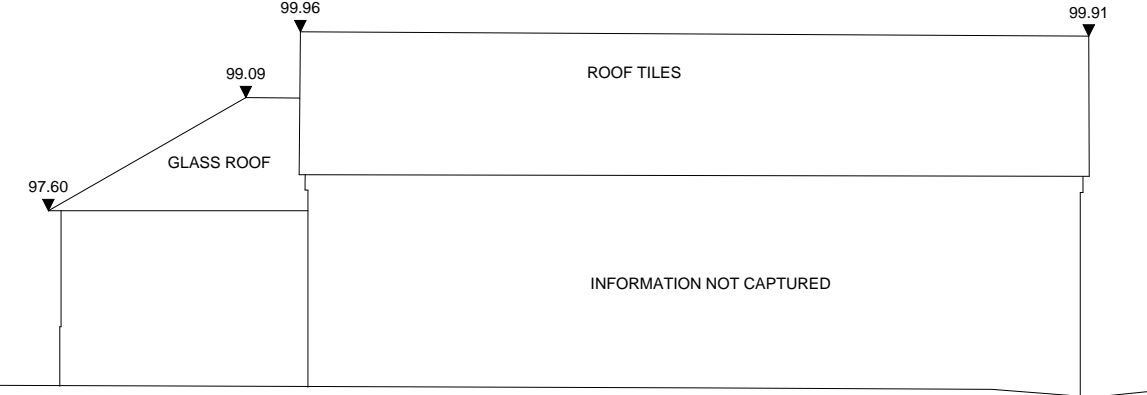 99.96
99.91
ROOF TILES
99.09
GLASS ROOF
97.60
INFORMATION NOT CAPTURED